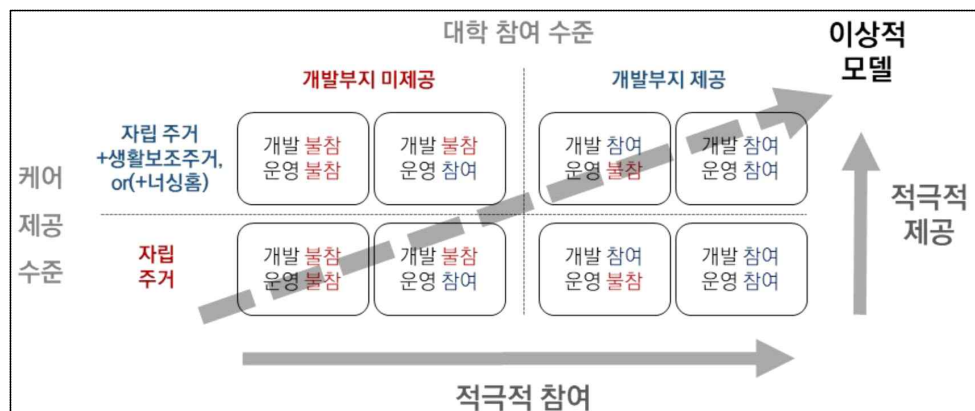 대학 참여 수준
이상적
모델
개발부지 미제공
개발부지 제공
케어
제공
수준
자립 주거
+생활보조주거,
or(+너싱홈)
개발 불참
운영 불참
개발 불참
운영 참여
개발 참여
운영 불참
개발 참여
운영 참여
적극적
제공
자립
주거
개발 불참
운영 불참
개발 불참
운영 참여
개발 참여
운영 불참
개발 참여
운영 참여
적극적 참여